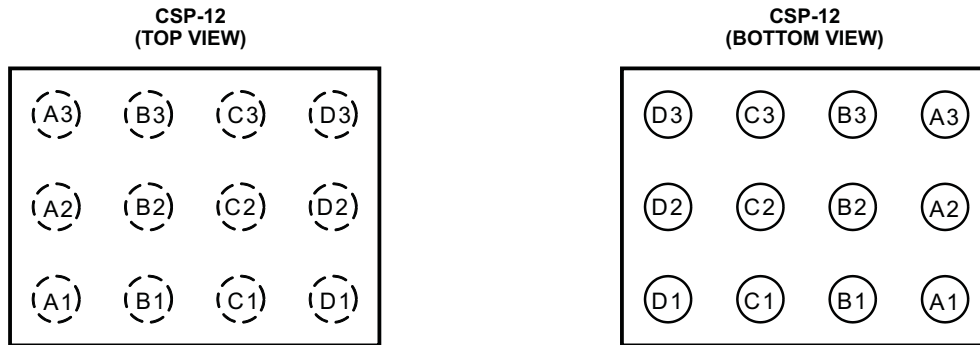 CSP-12
(TOP VIEW)
A3 B3 C3 D3
A2 B2 C2 D2
A1 B1 C1 D1
CSP-12
(BOTTOM VIEW)
D3 C3 B3 A3
D2 C2 B2 A2
D1 C1 B1 A1